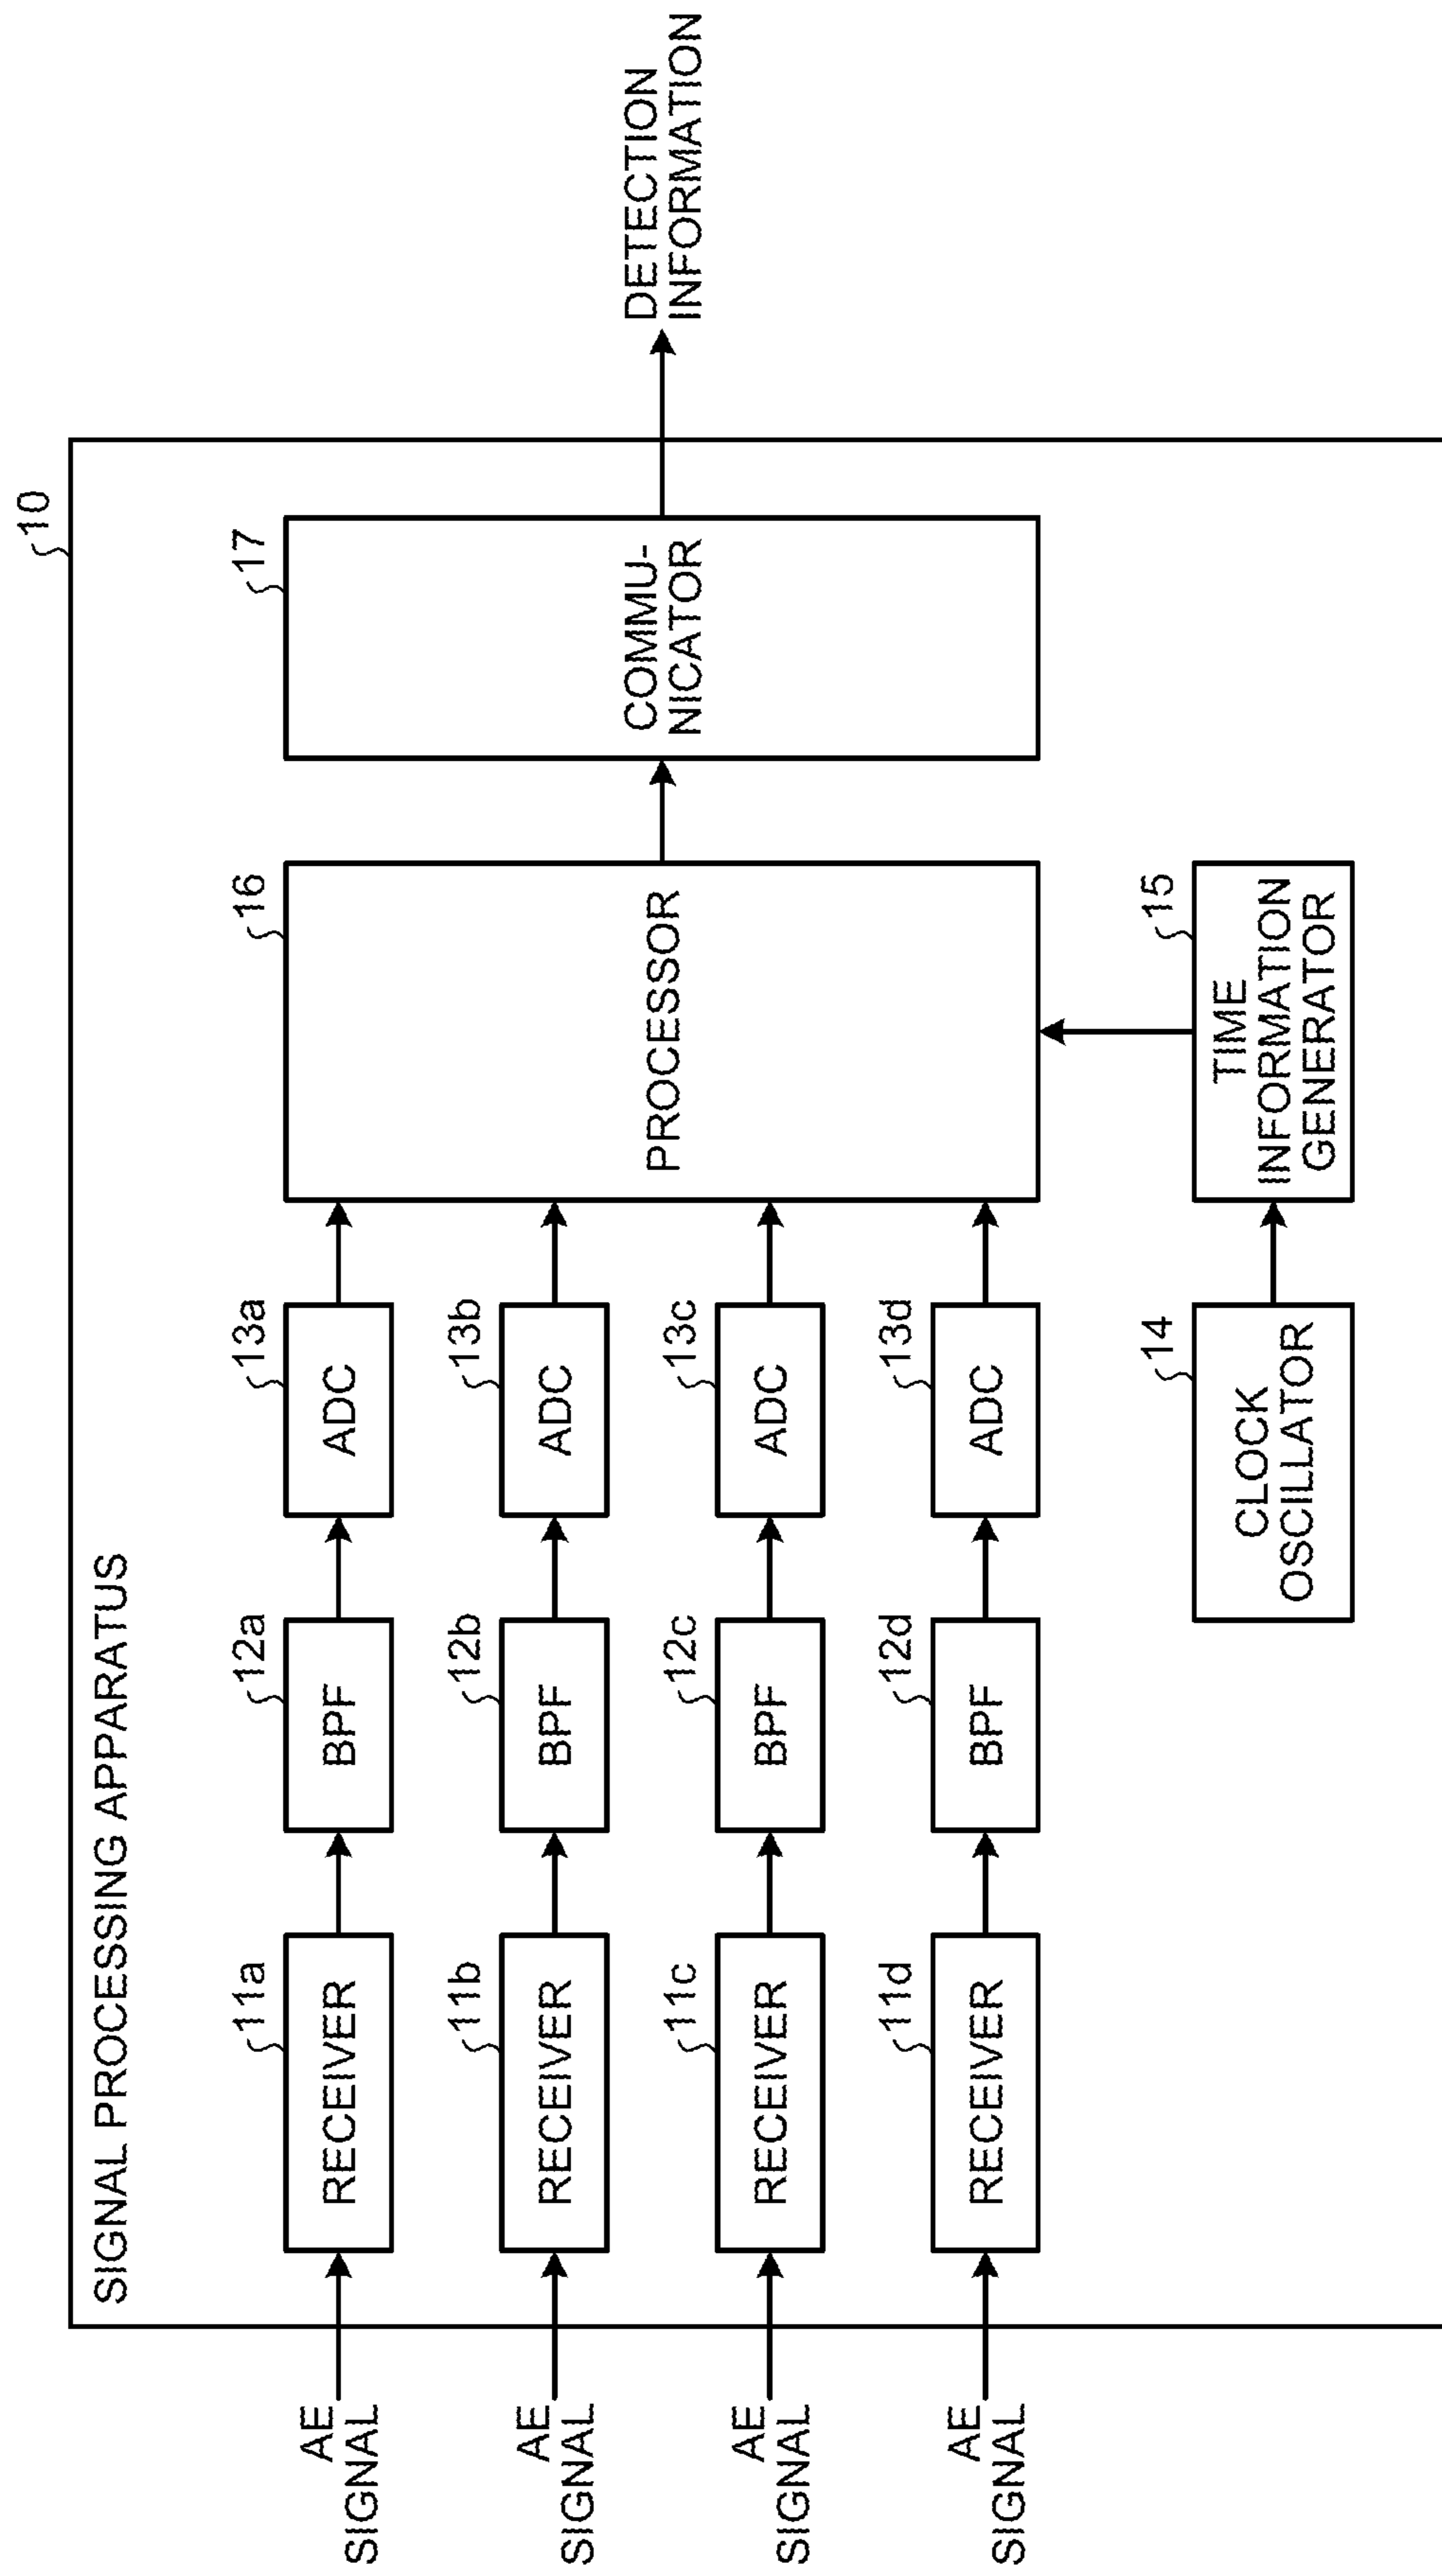 10
SIGNAL PROCESSING APPARATUS
AE
SIGNAL
11a
RECEIVER
12a
BPF
13a
ADC
AE
SIGNAL
11b
RECEIVER
12b
BPF
13b
ADC
AE
SIGNAL
11c
RECEIVER
12c
BPF
13c
ADC
AE
SIGNAL
11d
RECEIVER
12d
BPF
13d
ADC
16
PROCESSOR
17
COMMU-
NICATOR
DETECTION
INFORMATION
14
CLOCK
OSCILLATOR
15
TIME
INFORMATION
GENERATOR